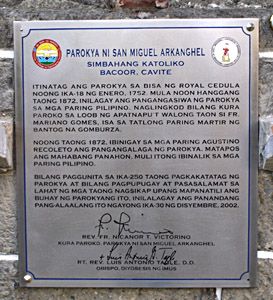 PAROKYA NI SAN MIGUEL ARKANGHEL
SIMBAHANG KATOLIKO
BACOOR, CAVITE
ITINATAG ANG PAROKYA SA BISA NG ROYAL CEDULA
NOONG IKA-18 NG ENERO, 1752. MULA NOON HANGGANG
TAONG 1872, INILAGAY ANG PANGANGASIWA NG PAROKYA
SA MGA PARING PILIPINO. NAGLINGKOD BILANG KURA
PAROKO SA LOOB NG APATNAPU'T WALONG TAON SI FR.
MARIANO GOMES, ISA SA TATLONG PARING MARTIR NG
BANTOG NA GOMBURZA.
NOONG TAONG 1872, IBINIGAY SA MGA PARING AGUSTINO
RECOLETO ANG PANGANGALAGA NG PAROKYA. MATAPOS
ANG MAHABANG PANAHON, MULI ITONG IBINALIK SA MGA
PARING PILIPINO.
BILANG PAGGUNITA SA IKA-250 TAONG PAGKAKATATAG NG
PAROKYA AT BILANG PAGPUPUGAY AT PASASALAMAT SA
LAHAT NG MGA TAONG NAGSIKAP UPANG MAPANATILI ANG
BUHAY NG PAROKYANG ITO, INILALAGAY ANG PANANDANG
PANG-ALAALANG ITO NGAYONG IKA-30 NG DISYEMBRE, 2002.
REV. FR. NICANOR T. VICTORINO
KURA PAROKO, PAROKYA NI SAN MIGUEL ARKANGHEL
+ Luis Antonio G. Tagle
RT. REV. LUIS ANTONIO TAGLE, D.D.
OBISPO, DIYOSESIS NG IMUS